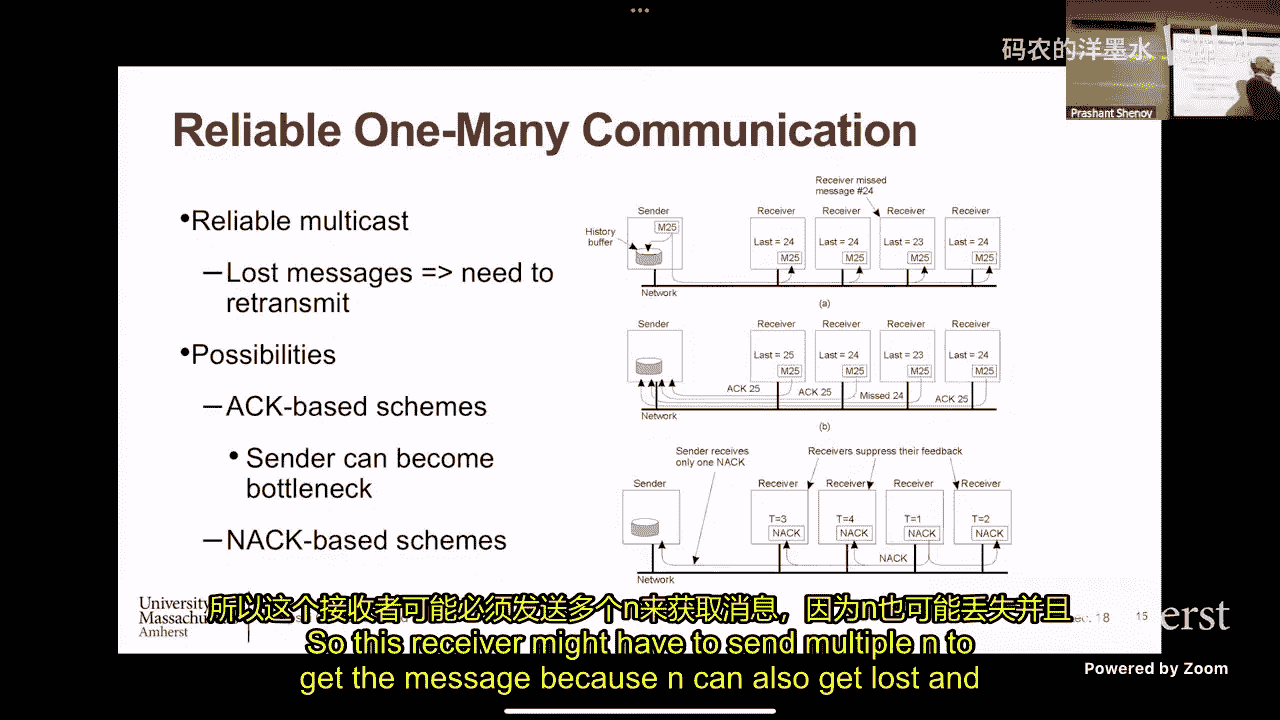 码农的洋墨水
Prashant Shenoy
Reliable One-Many Communication
•Reliable multicast
–Lost messages => need to
retransmit
•Possibilities
–ACK-based schemes
• Sender can become
bottleneck
–NACK-based schemes
Receiver missed
message #24
Sender
Receiver
Receiver
Receiver
Receiver
History
buffer
M25
Last = 24
Last = 24
Last = 23
Last = 24
M25
M25
M25
M25
Network
(a)
Sender
Receiver
Receiver
Receiver
Receiver
Last = 25
Last = 24
Last = 23
Last = 24
M25
M25
M25
M25
ACK 25
ACK 25
Missed 24
ACK 25
Network
(b)
Sender receives
only one NACK
Receivers suppress their feedback
Sender
Receiver
Receiver
Receiver
Receiver
T=3
T=4
T=1
T=2
NACK
NACK
NACK
NACK
NACK
Network
University
Amherst
18
15
erst
所以这个接收者可能必须发送多个n来获取消息，因为n也可能丢失并且
So this receiver might have to send multiple n to
get the message because n can also get lost and
Powered by Zoom